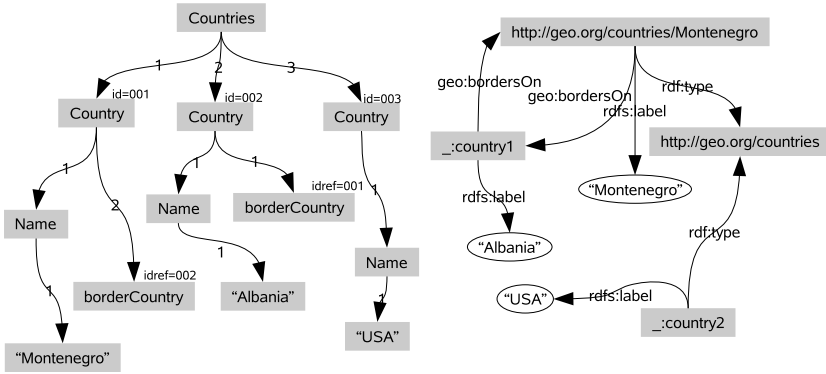 Countries
1
2
3
id=001
Country
id=002
Country
id=003
Country
1
2
1
1
idref=001
1
Name
Name
borderCountry
1
1
Name
idref=002
borderCountry
"Albania"
1
"USA"
"Montenegro"
http://geo.org/countries/Montenegro
geo:bordersOn
geo:bordersOn
rdfs:label
rdf:type
_:country1
http://geo.org/countries
"Montenegro"
rdfs:label
"Albania"
rdf:type
"USA"
rdfs:label
_:country2